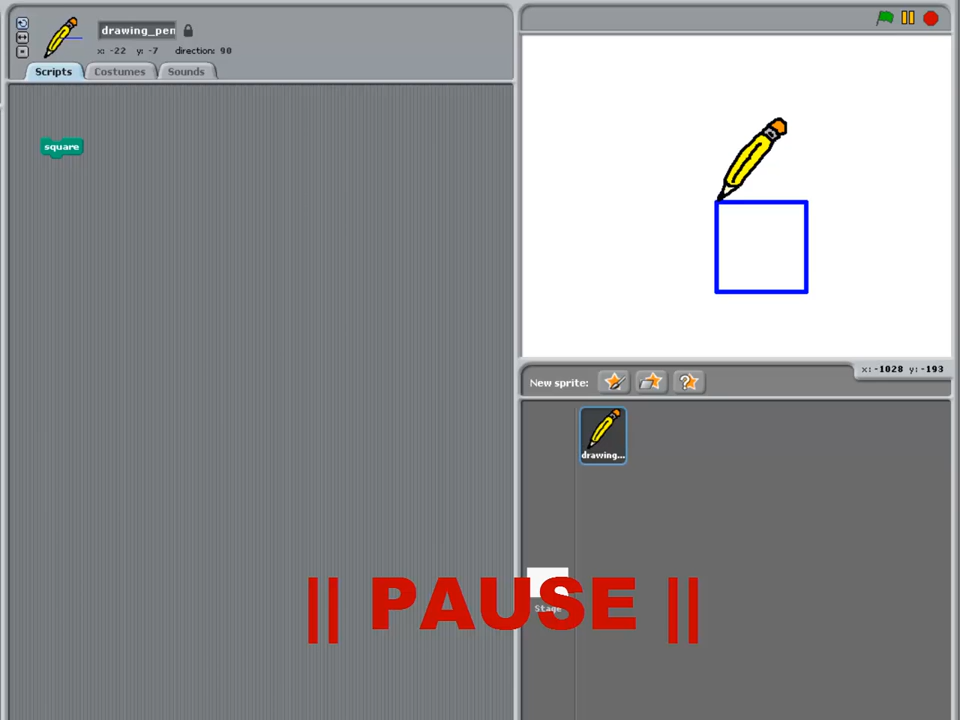 drawing_pen
x: -22 y: -7 direction: 90
Scripts Costumes Sounds
square
x:-1028 y:-193
New sprite:
drawing...
Stage
|| PAUSE ||